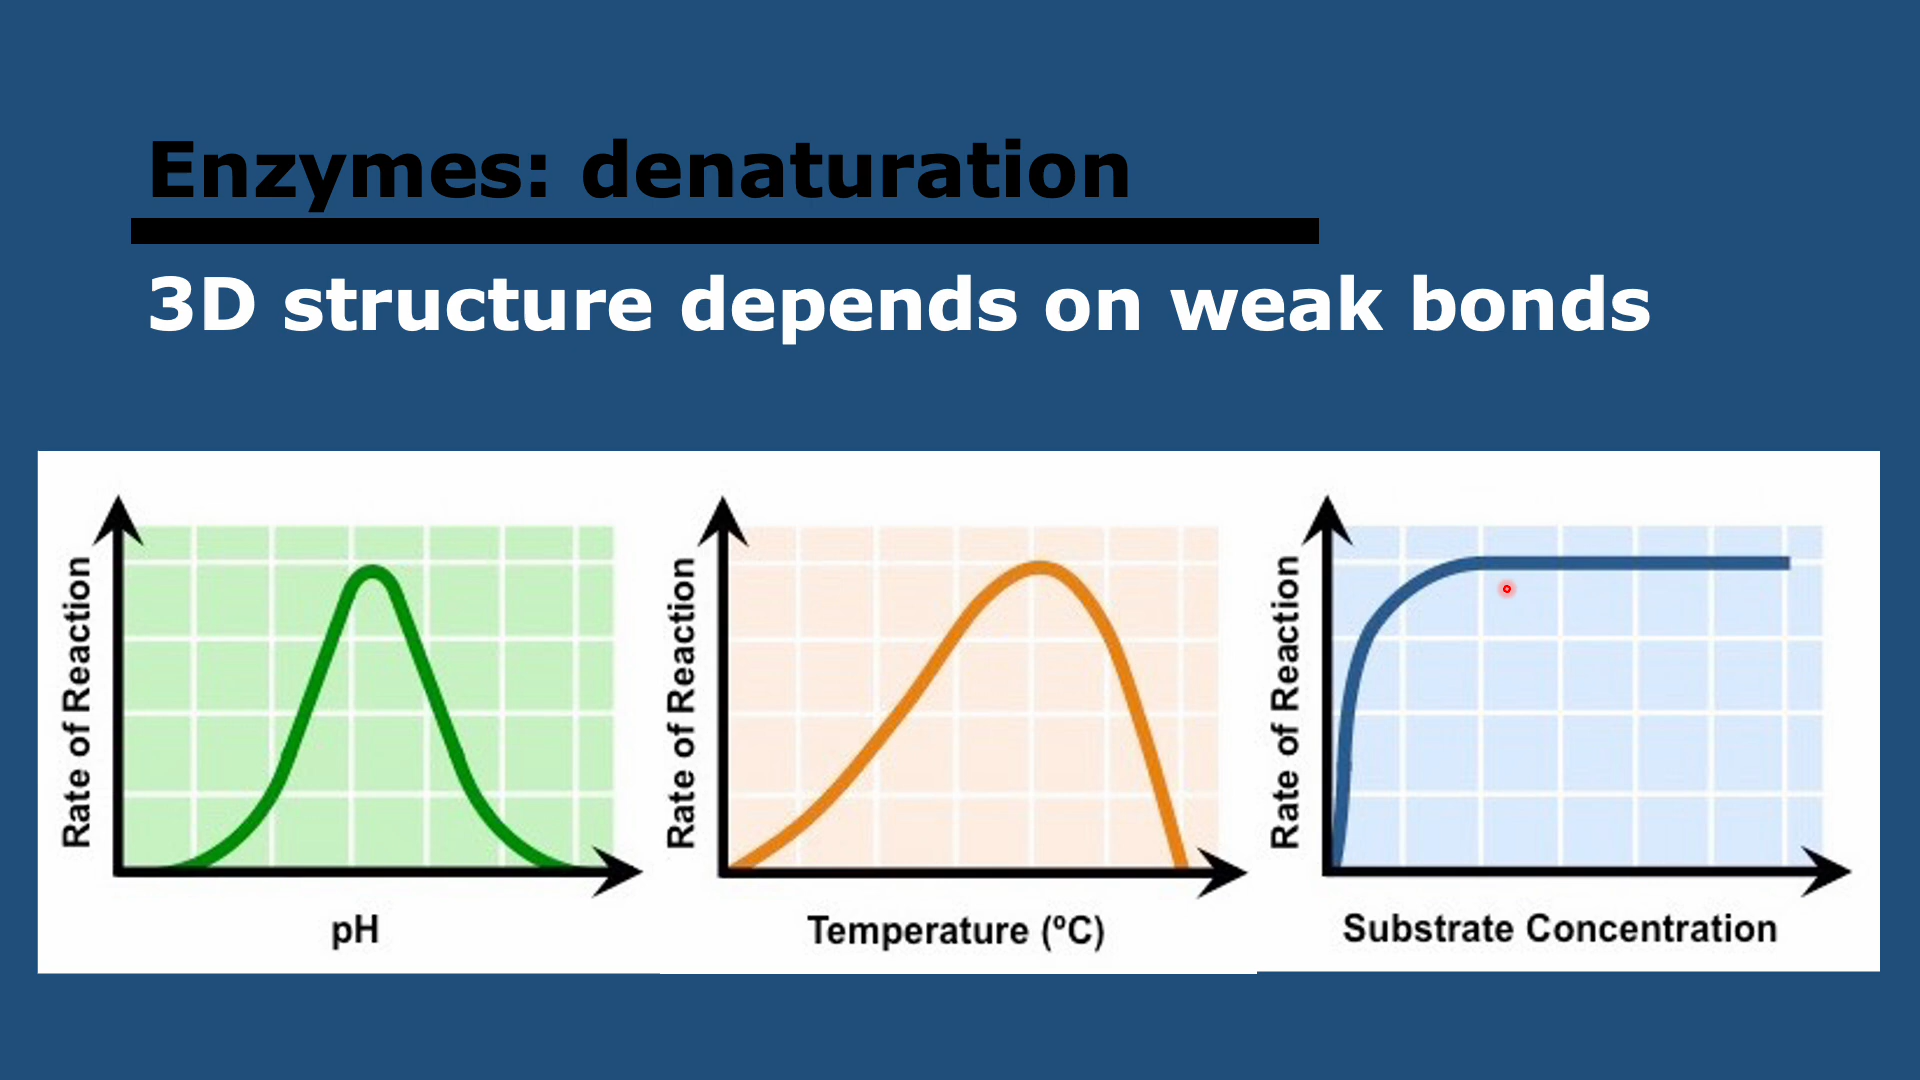 Enzymes: denaturation
3D structure depends on weak bonds
Rate of Reaction
pH
Rate of Reaction
Temperature (ºC)
Rate of Reaction
Substrate Concentration